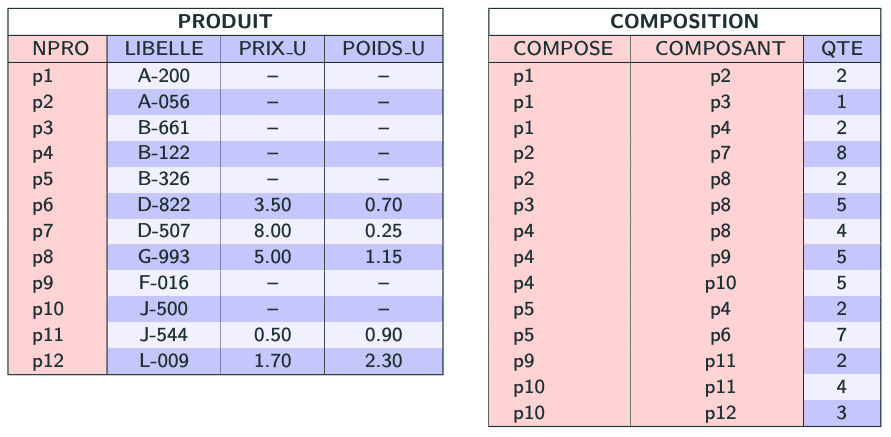 PRODUIT
NPRO LIBELLE PRIX_U POIDS_U
p1 A-200 – –
p2 A-056 – –
p3 B-661 – –
p4 B-122 – –
p5 B-326 – –
p6 D-822 3.50 0.70
p7 D-507 8.00 0.25
p8 G-993 5.00 1.15
p9 F-016 – –
p10 J-500 – –
p11 J-544 0.50 0.90
p12 L-009 1.70 2.30
COMPOSITION
COMPOSE COMPOSANT QTE
p1 p2 2
p1 p3 1
p1 p4 2
p2 p7 8
p2 p8 2
p3 p8 5
p4 p8 4
p4 p9 5
p4 p10 5
p5 p4 2
p5 p6 7
p9 p11 2
p10 p11 4
p10 p12 3